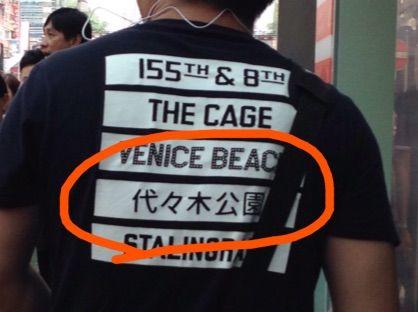 155TH & 8TH
THE CAGE
VENICE BEAC
代々木公園
STALINGRA